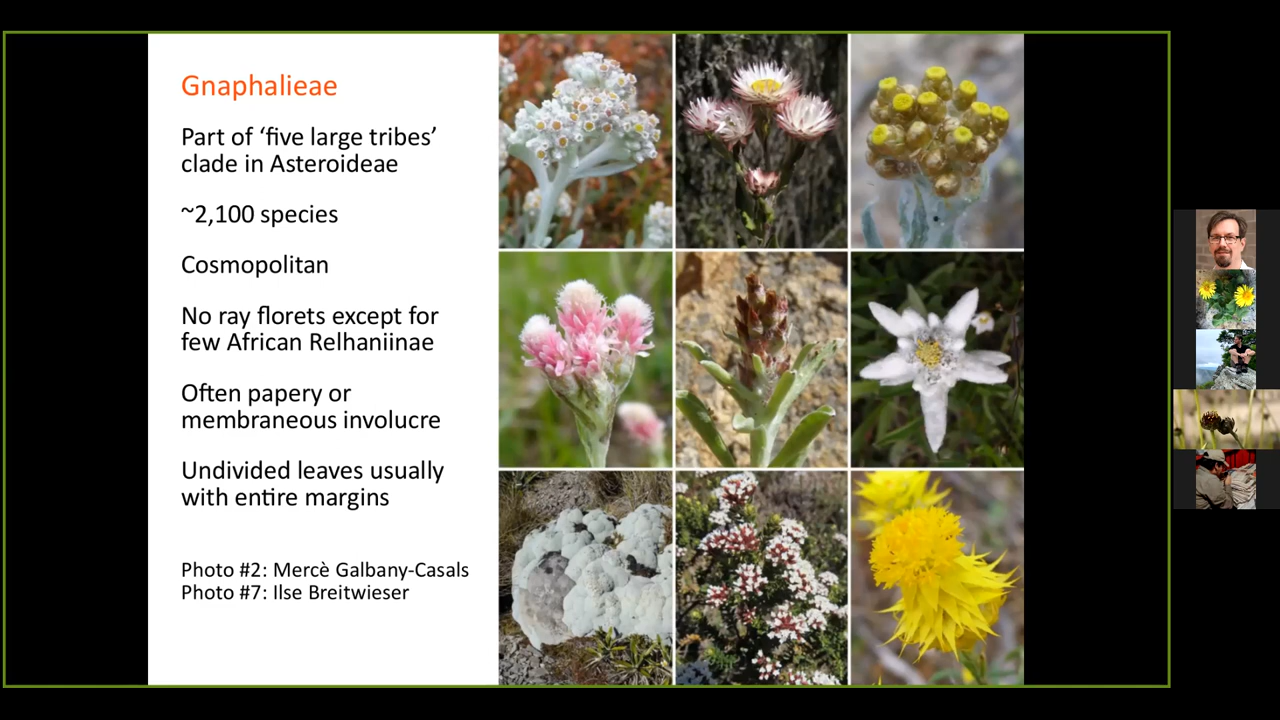 Gnaphalieae
Part of ‘five large tribes’
clade in Asteroideae
~2,100 species
Cosmopolitan
No ray florets except for
few African Relhaniinae
Often papery or
membraneous involucre
Undivided leaves usually
with entire margins
Photo #2: Mercè Galbany-Casals
Photo #7: Ilse Breitwieser